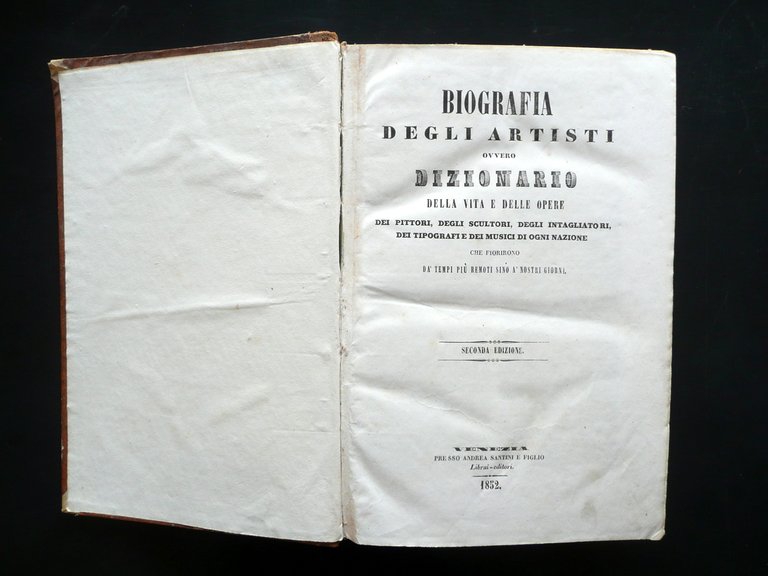 BIOGRAFIA
DEGLI ARTISTI
OVVERO
DIZIONARIO
DELLA VITA E DELLE OPERE
DEI PITTORI, DEGLI SCULTORI, DEGLI INTAGLIATORI,
DEI TIPOGRAFI E DEI MUSICI DI OGNI NAZIONE
CHE FIORIRONO
DA' TEMPI PIÙ REMOTI SINO A' NOSTRI GIORNI.
SECONDA EDIZIONE.
VENEZIA
PRESSO ANDREA SANTINI E FIGLIO
Librai-editori.
1852.